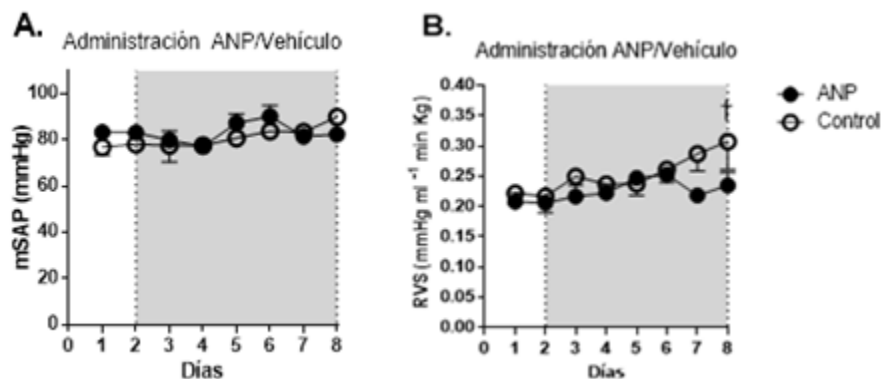 A.
Administración ANP/Vehículo
mSAP (mmHg)
100
80
60
40
20
0
0 1 2 3 4 5 6 7 8
Días
B.
Administración ANP/Vehículo
RVS (mmHg ml ⁻¹ min Kg)
0.40
0.35
0.30
0.25
0.20
0.25
0.10
0.05
0.00
0 1 2 3 4 5 6 7 8
Días
†
ANP
Control